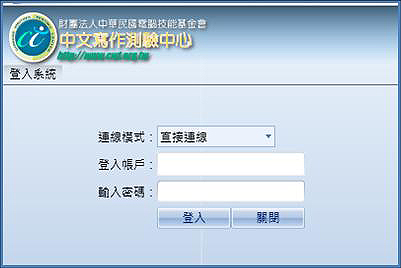 財團法人中華民國電腦技能基金會
中文寫作測驗中心
http://www.cwt.org.tw
登入系統
連線模式：直接連線
登入帳戶：
輸入密碼：
登入 關閉